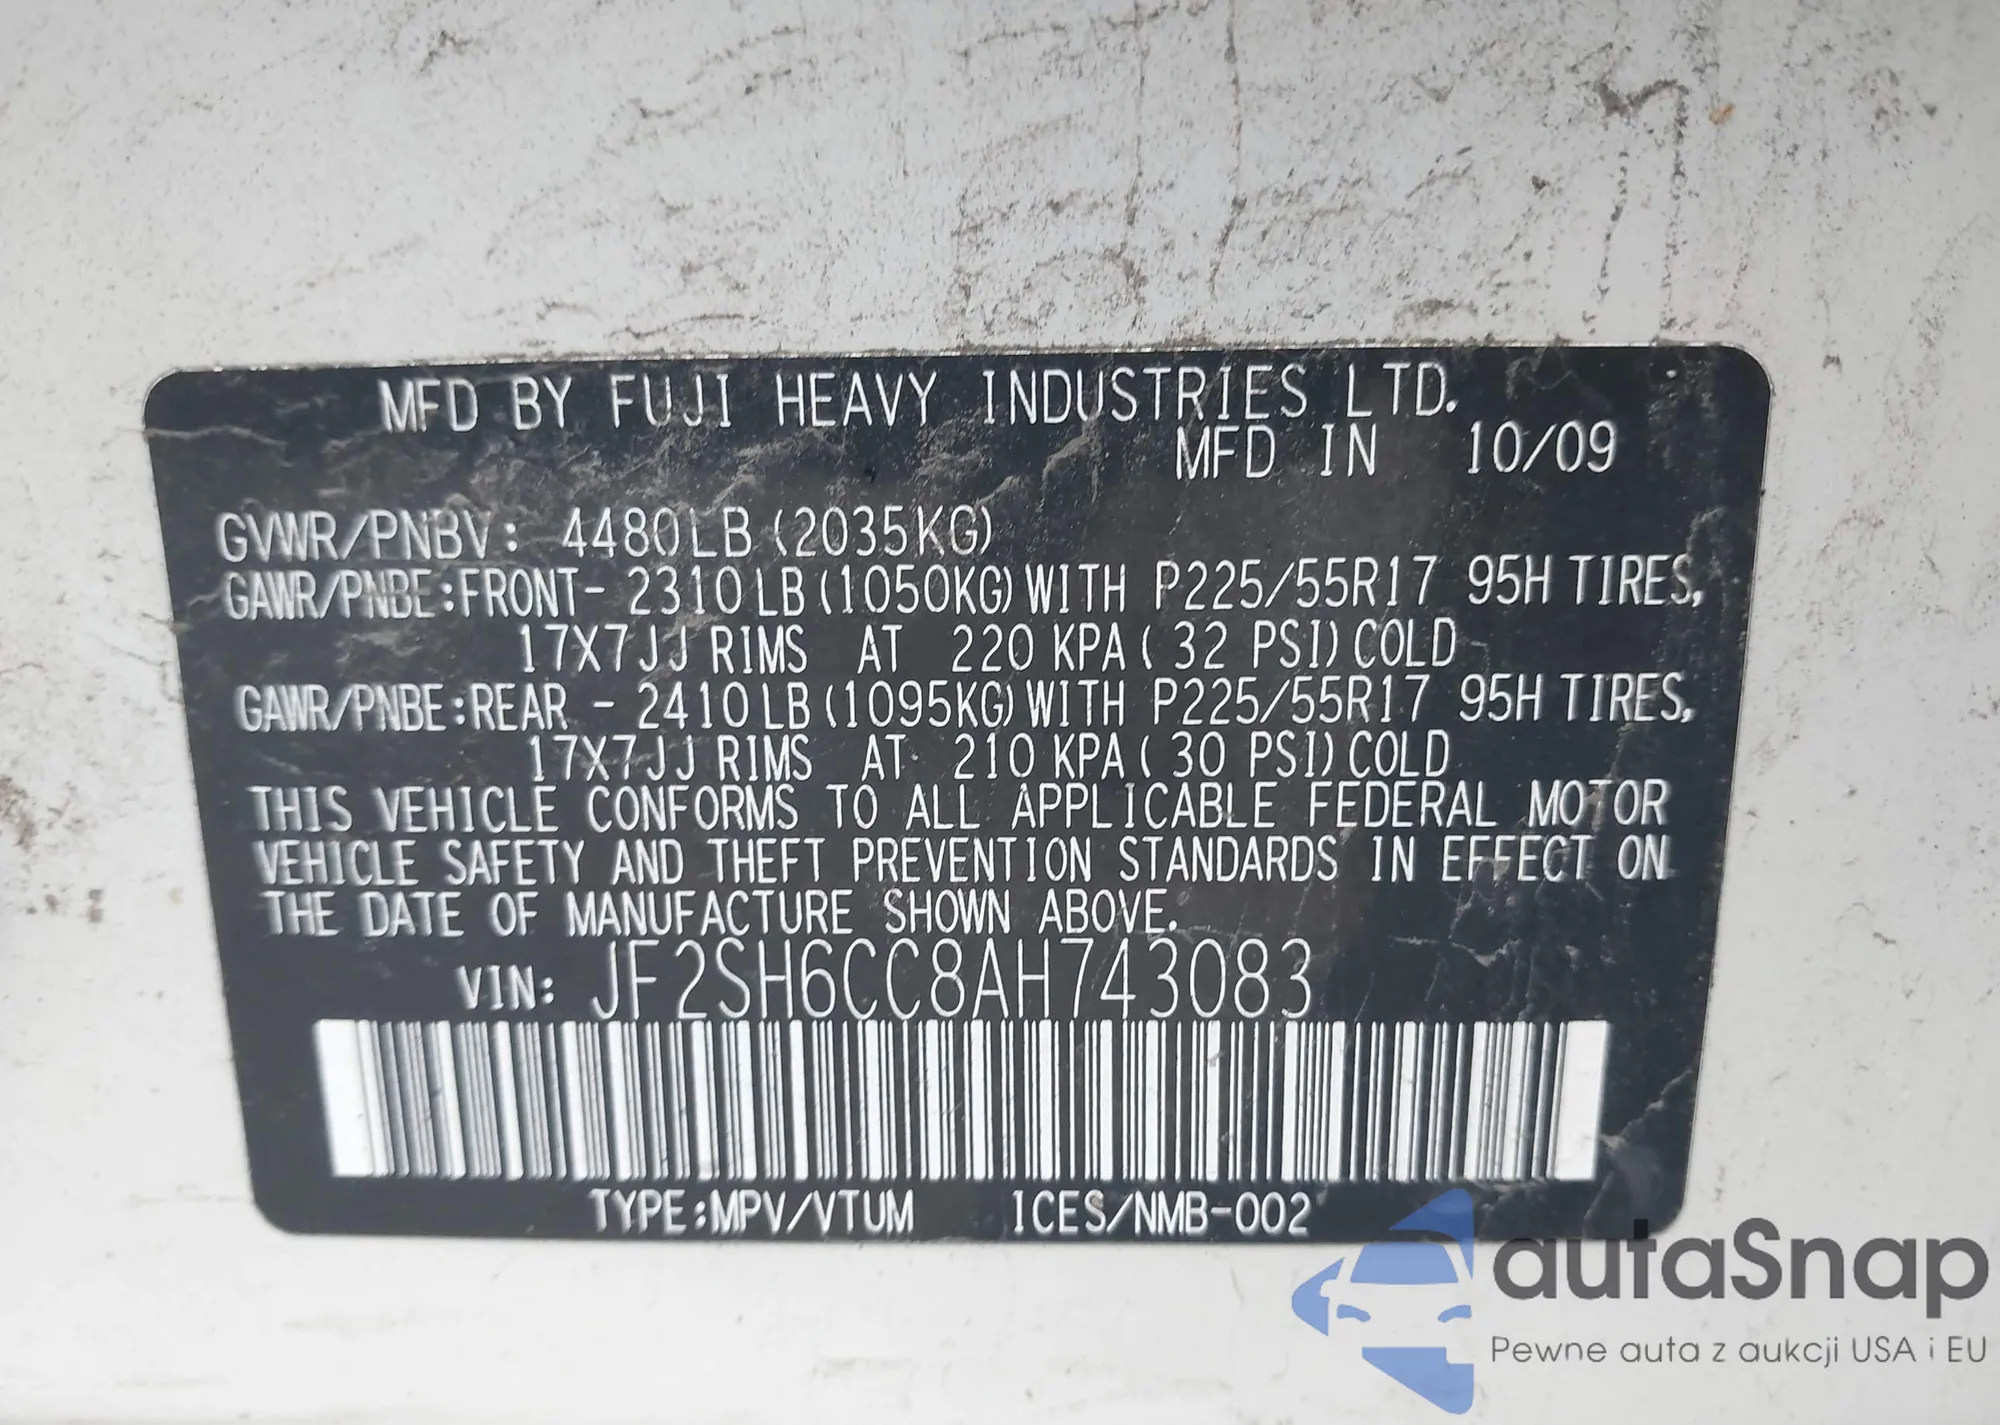 MFD BY FUJI HEAVY INDUSTRIES LTD.
MFD IN 10/09
GVWR/PNBV: 4480LB (2035KG)
GAWR/PNBE:FRONT- 2310LB(1050KG)WITH P225/55R17 95H TIRES,
17X7JJ RIMS AT 220 KPA( 32 PSI)COLD
GAWR/PNBE:REAR - 2410LB(1095KG)WITH P225/55R17 95H TIRES,
17X7JJ RIMS AT 210 KPA( 30 PSI)COLD
THIS VEHICLE CONFORMS TO ALL APPLICABLE FEDERAL MOTOR
VEHICLE SAFETY AND THEFT PREVENTION STANDARDS IN EFFECT ON
THE DATE OF MANUFACTURE SHOWN ABOVE.
VIN: JF2SH6CC8AH743083
TYPE:MPV/VTUM ICES/NMB-002
autaSnap
Pewne auta z aukcji USA i EU